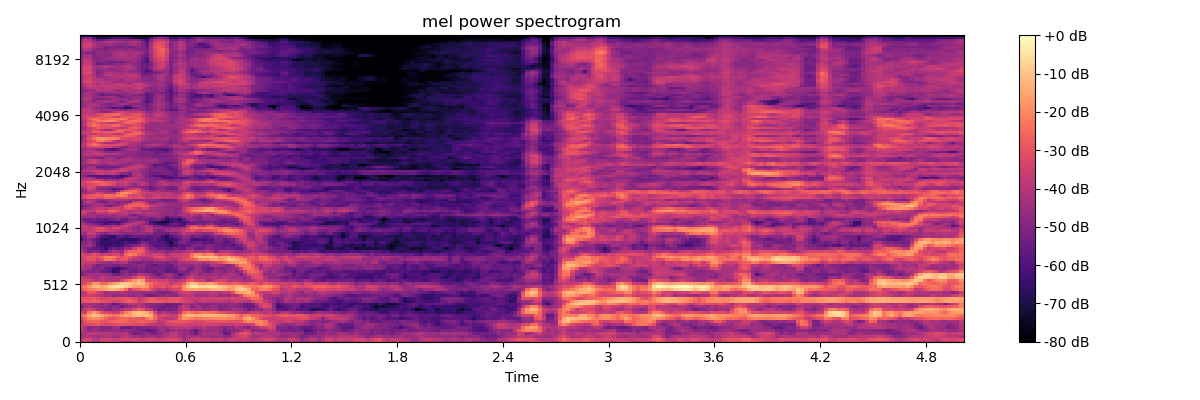 mel power spectrogram
8192
4096
2048
1024
512
0
Hz
0 0.6 1.2 1.8 2.4 3 3.6 4.2 4.8
Time
+0 dB
-10 dB
-20 dB
-30 dB
-40 dB
-50 dB
-60 dB
-70 dB
-80 dB